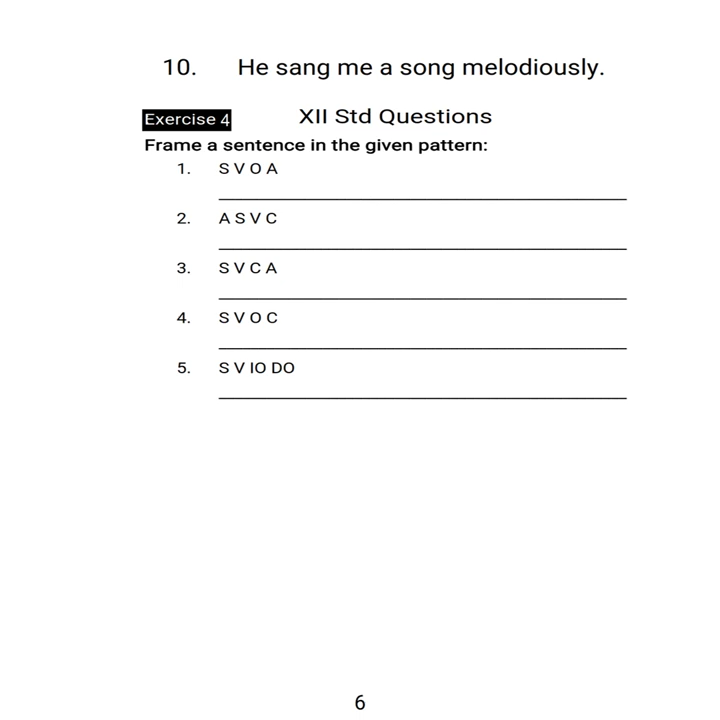 10. He sang me a song melodiously.
Exercise 4 XII Std Questions
Frame a sentence in the given pattern:
1. S V O A
2. A S V C
3. S V C A
4. S V O C
5. S V IO DO
6